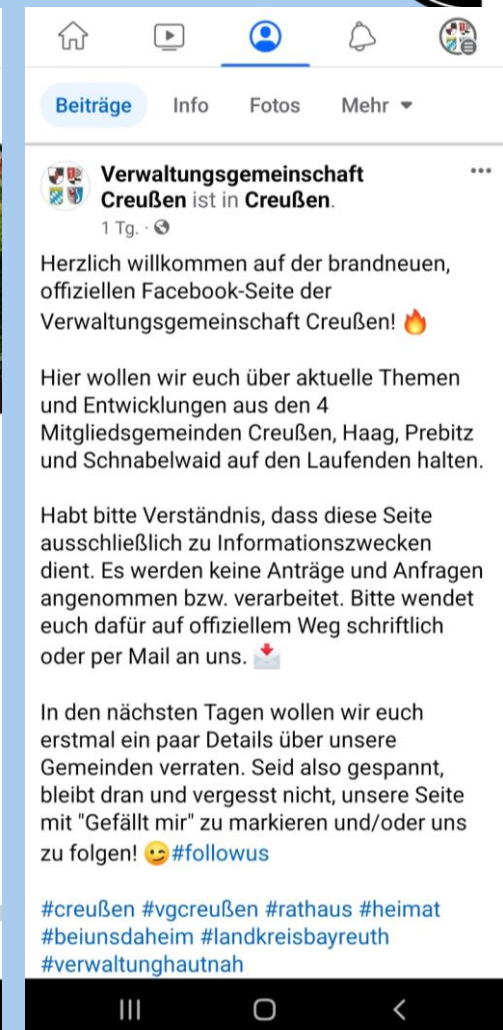 Beiträge Info Fotos Mehr
Verwaltungsgemeinschaft
Creußen ist in Creußen.
1 Tg. ·
Herzlich willkommen auf der brandneuen,
offiziellen Facebook-Seite der
Verwaltungsgemeinschaft Creußen! 🔥
Hier wollen wir euch über aktuelle Themen
und Entwicklungen aus den 4
Mitgliedsgemeinden Creußen, Haag, Prebitz
und Schnabelwaid auf den Laufenden halten.
Habt bitte Verständnis, dass diese Seite
ausschließlich zu Informationszwecken
dient. Es werden keine Anträge und Anfragen
angenommen bzw. verarbeitet. Bitte wendet
euch dafür auf offiziellem Weg schriftlich
oder per Mail an uns. 📩
In den nächsten Tagen wollen wir euch
erstmal ein paar Details über unsere
Gemeinden verraten. Seid also gespannt,
bleibt dran und vergesst nicht, unsere Seite
mit "Gefällt mir" zu markieren und/oder uns
zu folgen! 😉#followus
#creußen #vgcreußen #rathaus #heimat
#beiunsdaheim #landkreisbayreuth
#verwaltunghautnah